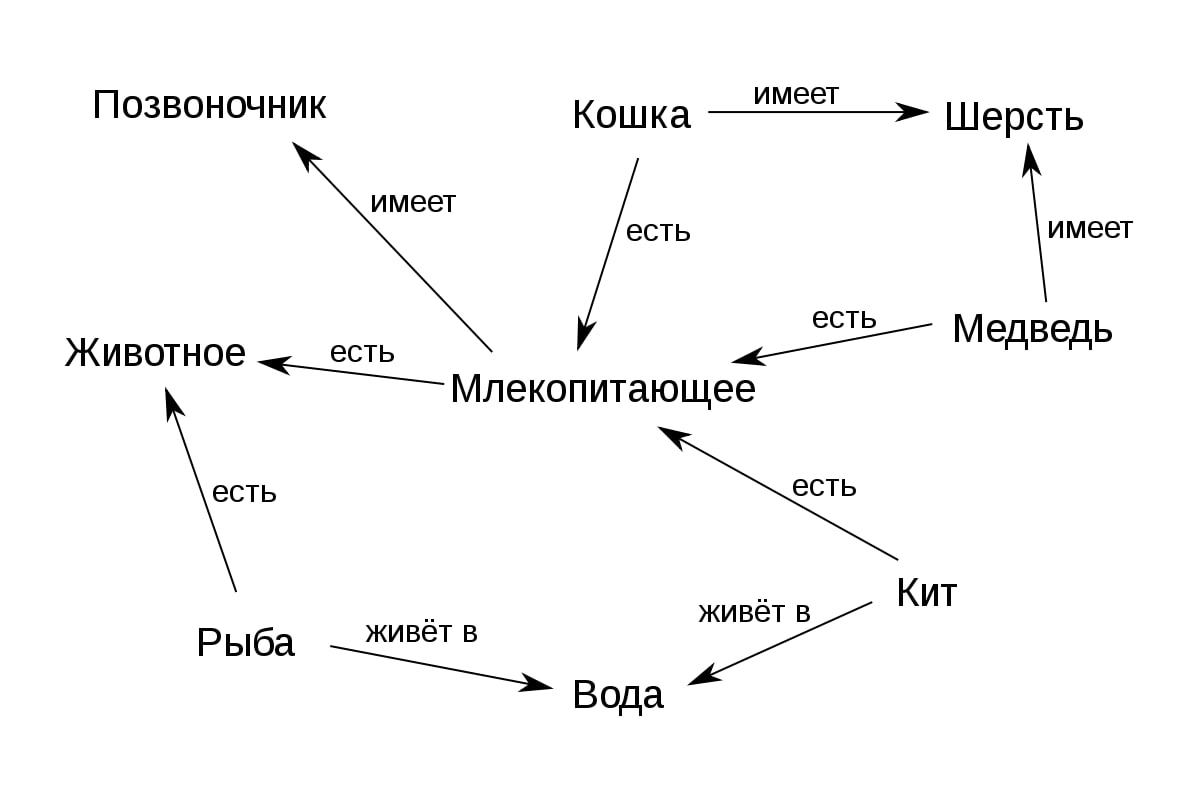 Позвоночник
Кошка
имеет
Шерсть
имеет
есть
имеет
Животное
есть
Млекопитающее
есть
Медведь
есть
есть
Рыба
живёт в
Вода
живёт в
Кит